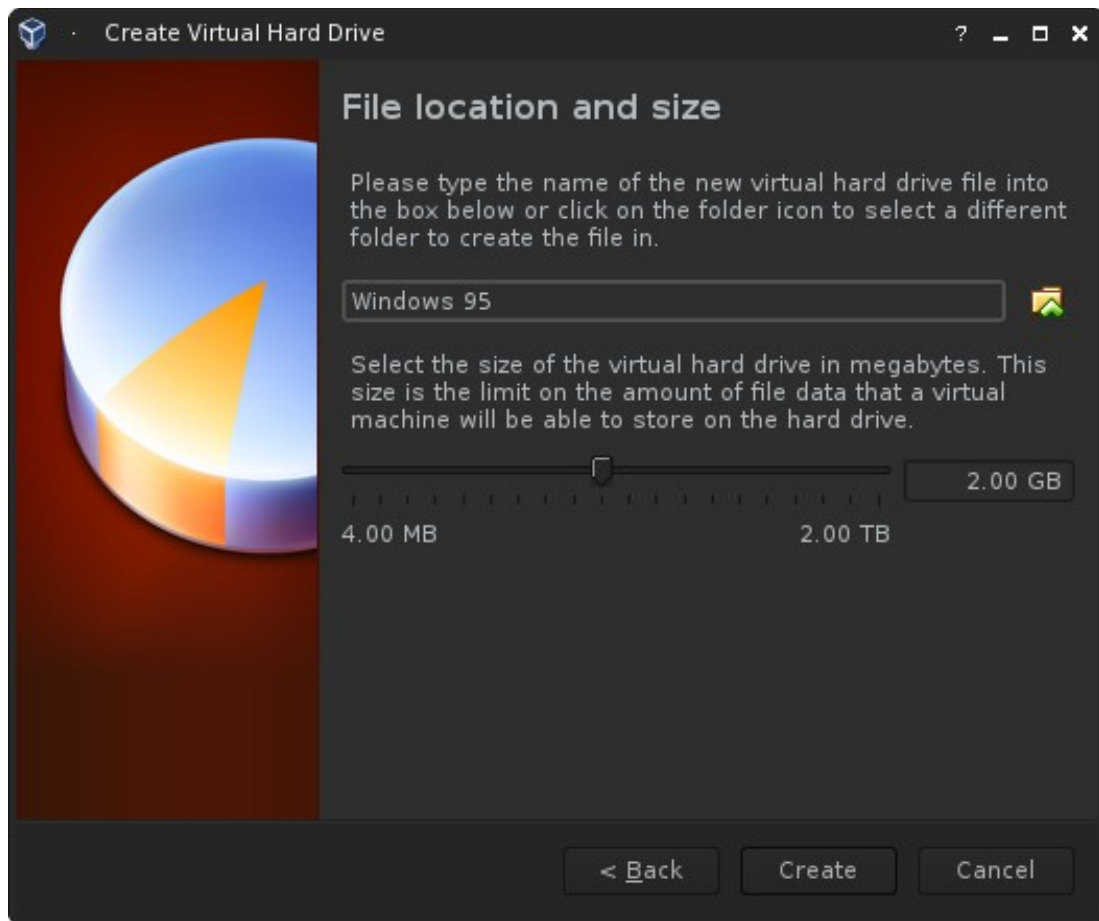 Create Virtual Hard Drive
File location and size
Please type the name of the new virtual hard drive file into
the box below or click on the folder icon to select a different
folder to create the file in.
Windows 95
Select the size of the virtual hard drive in megabytes. This
size is the limit on the amount of file data that a virtual
machine will be able to store on the hard drive.
2.00 GB
4.00 MB
2.00 TB
< Back
Create
Cancel